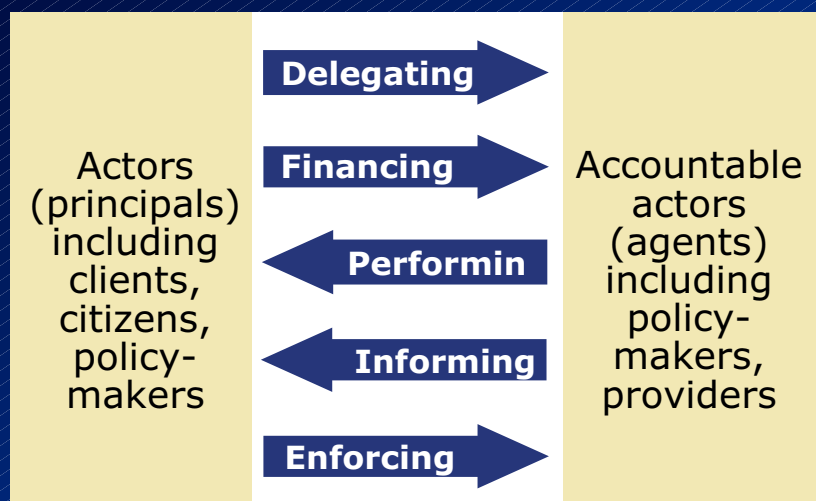 Actors
(principals)
including
clients,
citizens,
policy-
makers
Delegating
Financing
Performin
Informing
Enforcing
Accountable
actors
(agents)
including
policy-
makers,
providers